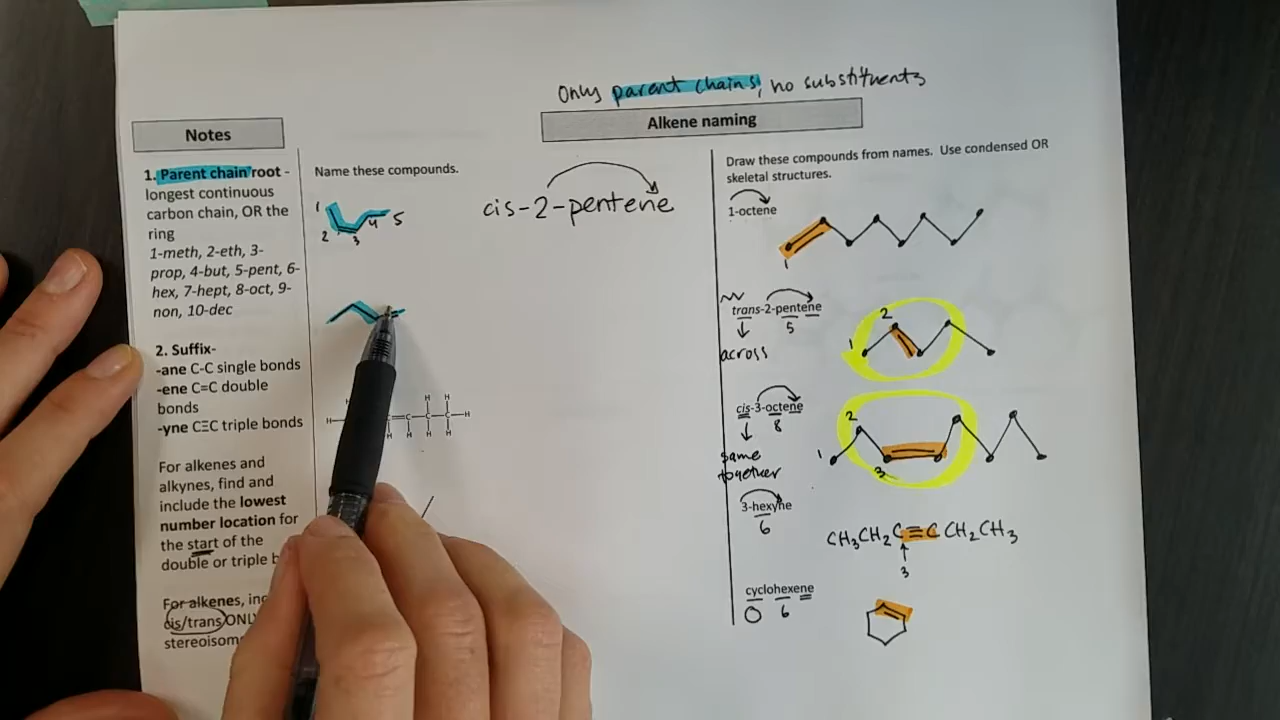 Only parent chains, no substituents
Alkene naming
Notes
1. Parent chain root -
longest continuous
carbon chain, OR the
ring
1-meth, 2-eth, 3-
prop, 4-but, 5-pent, 6-
hex, 7-hept, 8-oct, 9-
non, 10-dec
2. Suffix-
-ane C-C single bonds
-ene C=C double
bonds
-yne C≡C triple bonds
For alkenes and
alkynes, find and
include the lowest
number location for
the start of the
double or triple
For alkenes,
cis/trans ONLY
Name these compounds.
1
2
3
4
5
cis-2-pentene
H H
H C C C H
H H H H
Draw these compounds from names. Use condensed OR
skeletal structures.
1-octene
1
trans-2-pentene
5
across
1 2
cis-3-octene
8
same
together
1 2
3
3-hexyne
6
CH3CH2C≡CCH2CH3
3
cyclohexene
6